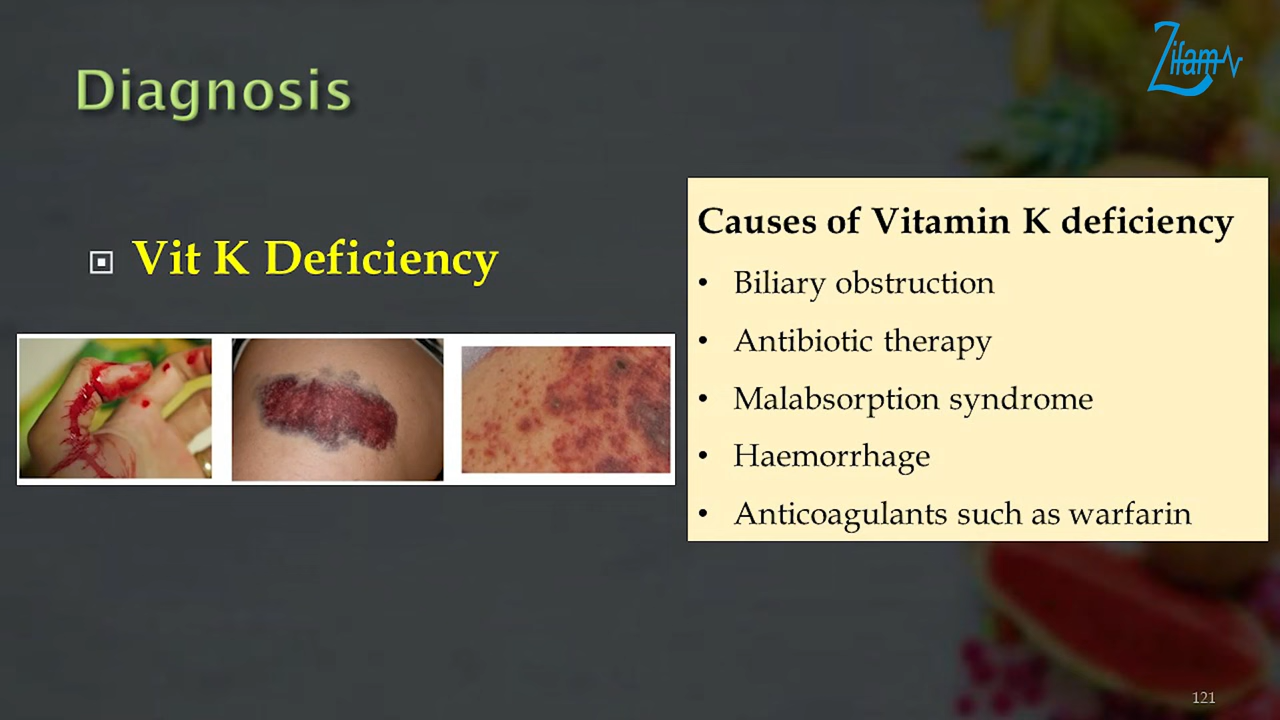 Zifam
Diagnosis
Vit K Deficiency
Causes of Vitamin K deficiency
• Biliary obstruction
• Antibiotic therapy
• Malabsorption syndrome
• Haemorrhage
• Anticoagulants such as warfarin
121